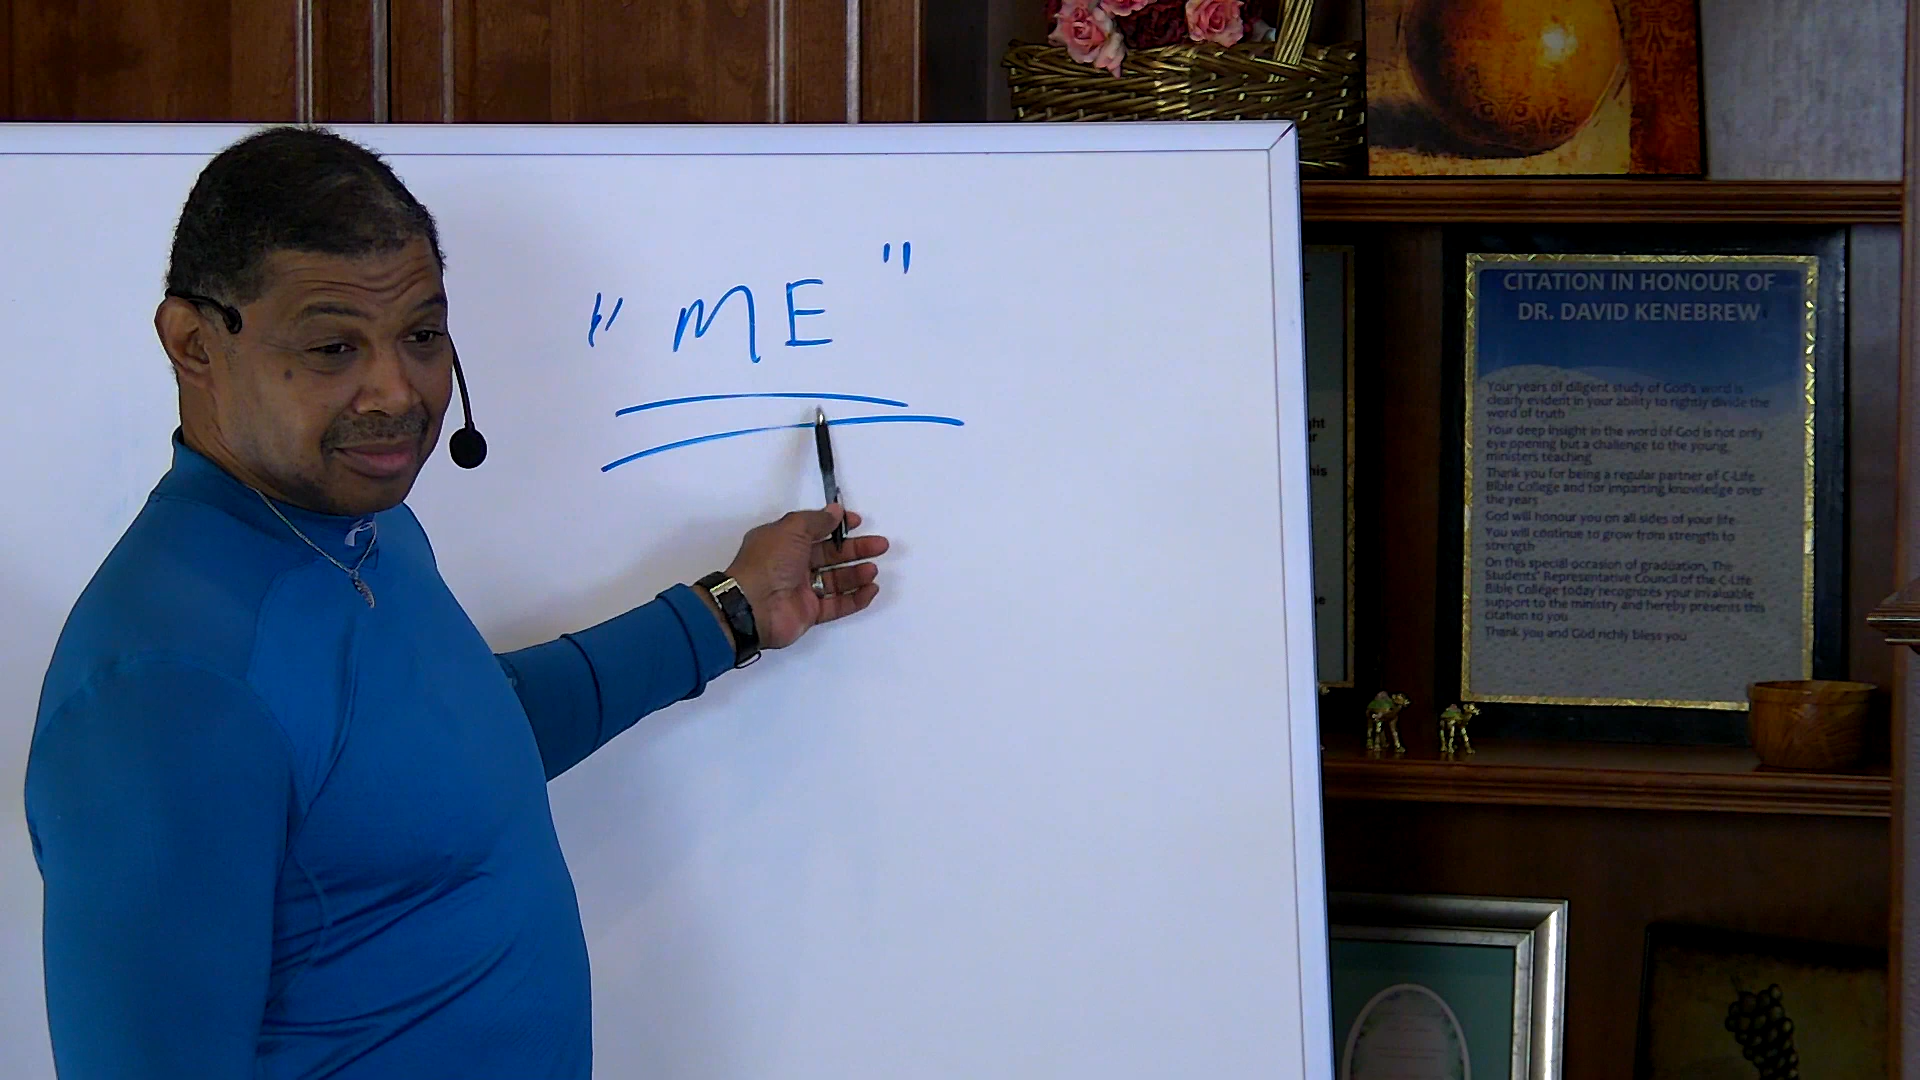 " ME "
CITATION IN HONOUR OF
DR. DAVID KENEBREW
Your years of diligent study of God's word is
clearly evident in your ability to rightly divide the
word of truth
Your deep insight in the word of God is not only
eye opening but a challenge to the young,
ministers teaching
Thank you for being a regular partner of C-Life
Bible College and for imparting knowledge over
the years
God will honour you on all sides of your life
You will continue to grow from strength to
strength
On this special occasion of graduation, The
Students' Representative Council of the C-Life
Bible College today recognizes your invaluable
support to the ministry and hereby presents this
citation to you
Thank you and God richly bless you